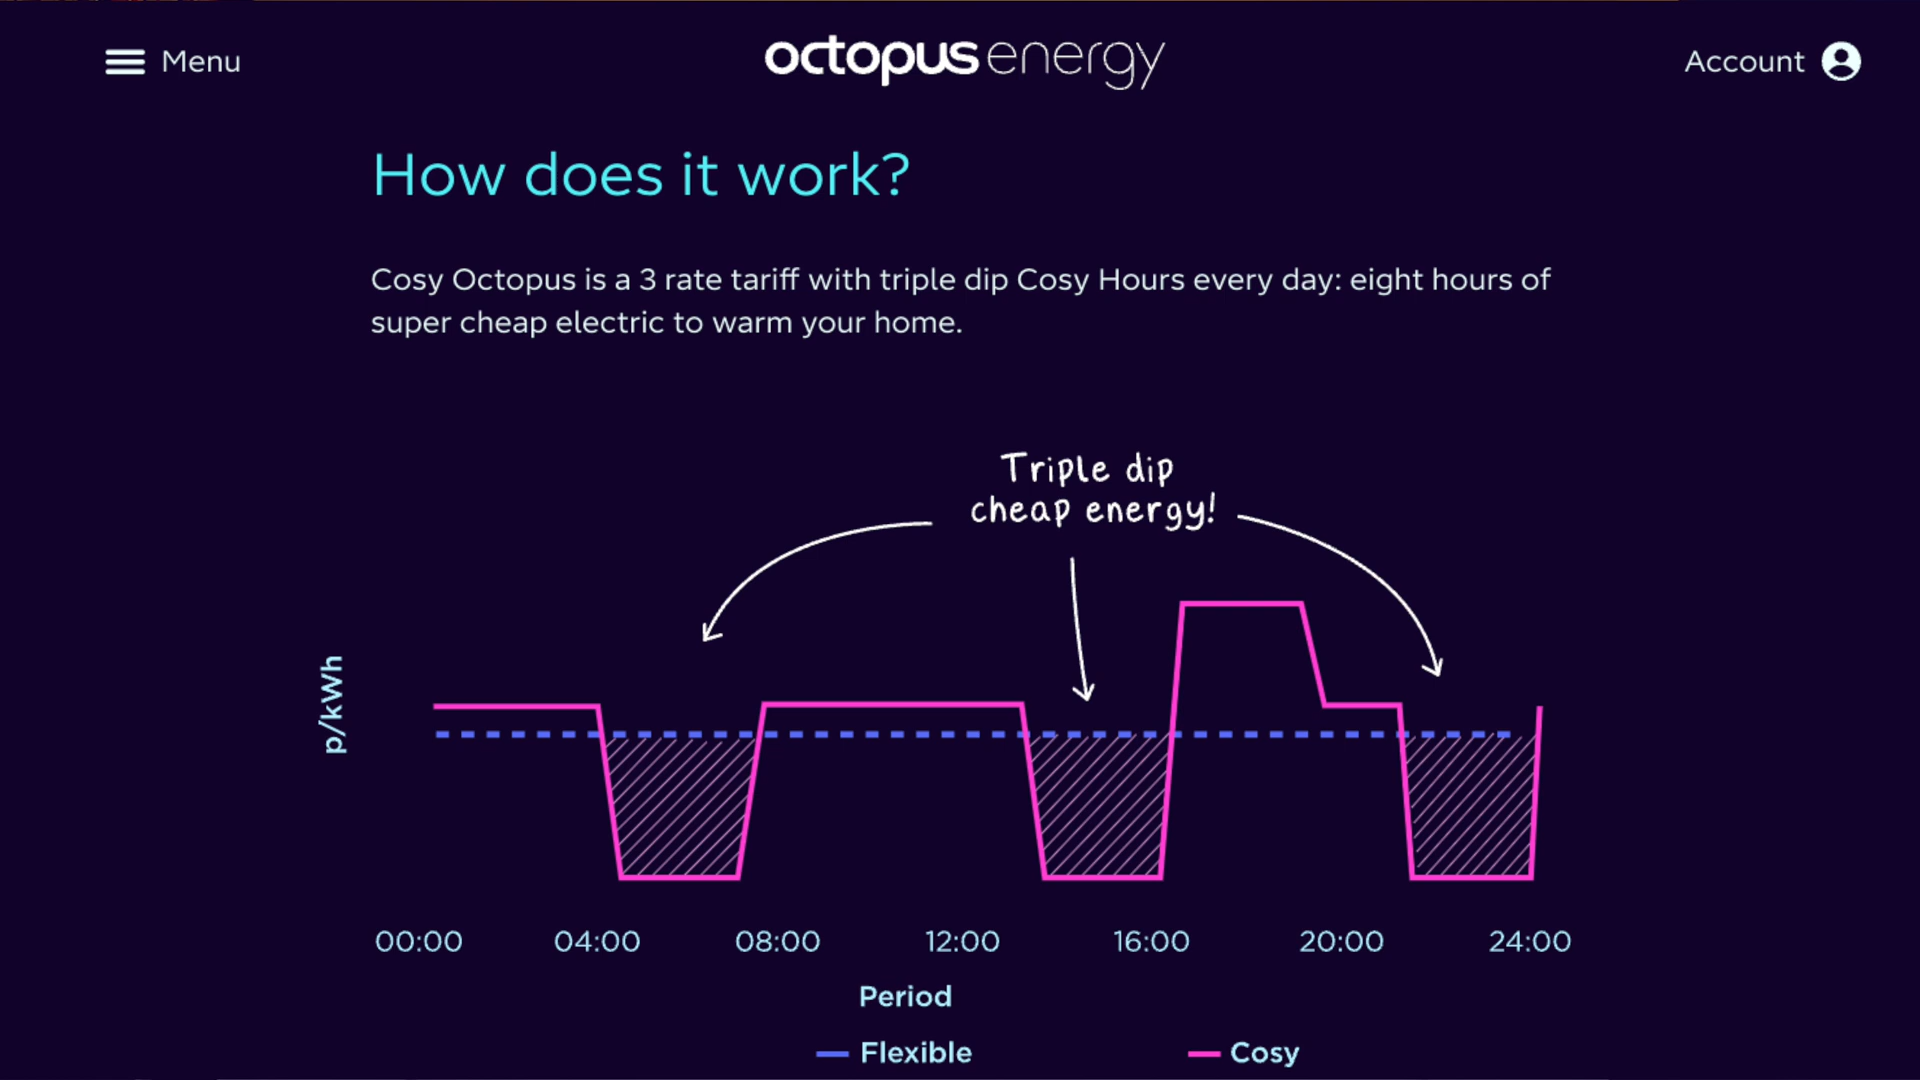 Menu
octopus energy
Account
How does it work?
Cosy Octopus is a 3 rate tariff with triple dip Cosy Hours every day: eight hours of
super cheap electric to warm your home.
Triple dip
cheap energy!
p/kWh
00:00 04:00 08:00 12:00 16:00 20:00 24:00
Period
Flexible Cosy